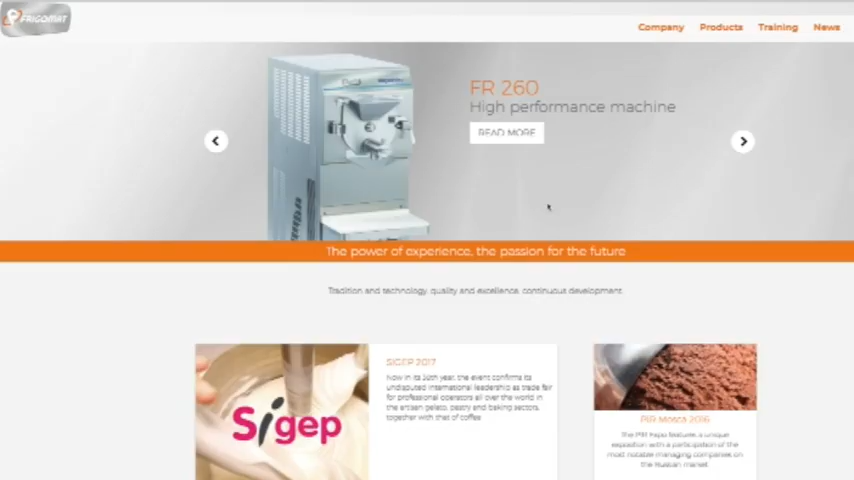 FRIGOMAT
Company Products Training News
FR 260
High performance machine
READ MORE
The power of experience, the passion for the future
Tradition and technology, quality and excellence, continuous development.
Sigep
SIGEP 2017
Now in its 38th year, the event confirms its
undisputed international leadership as trade fair
for professional operators all over the world in
the artisan gelato, pastry and baking sectors,
together with that of coffee
PIR Mosca 2016
The PIR Expo features a unique
exposition with a participation of the
most notable managing companies on
the Russian market.